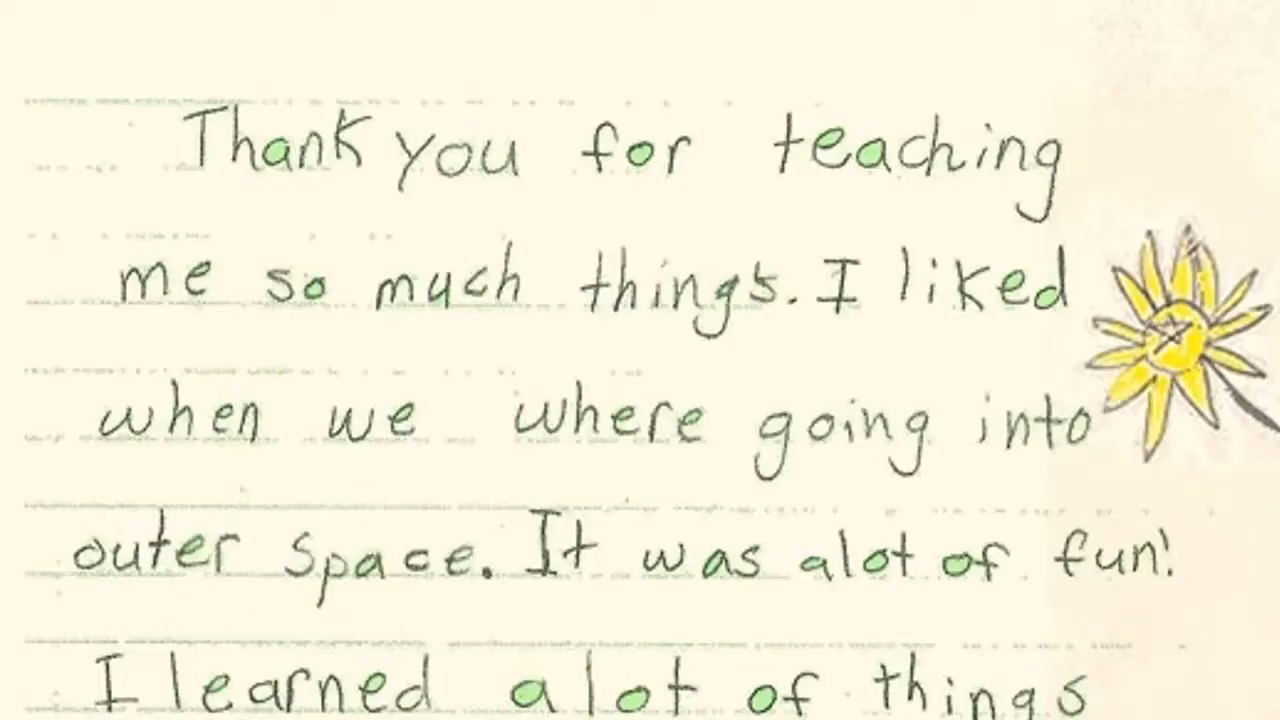 Thank you for teaching
me so much things. I liked
when we where going into
outer space. It was alot of fun!
I learned alot of things